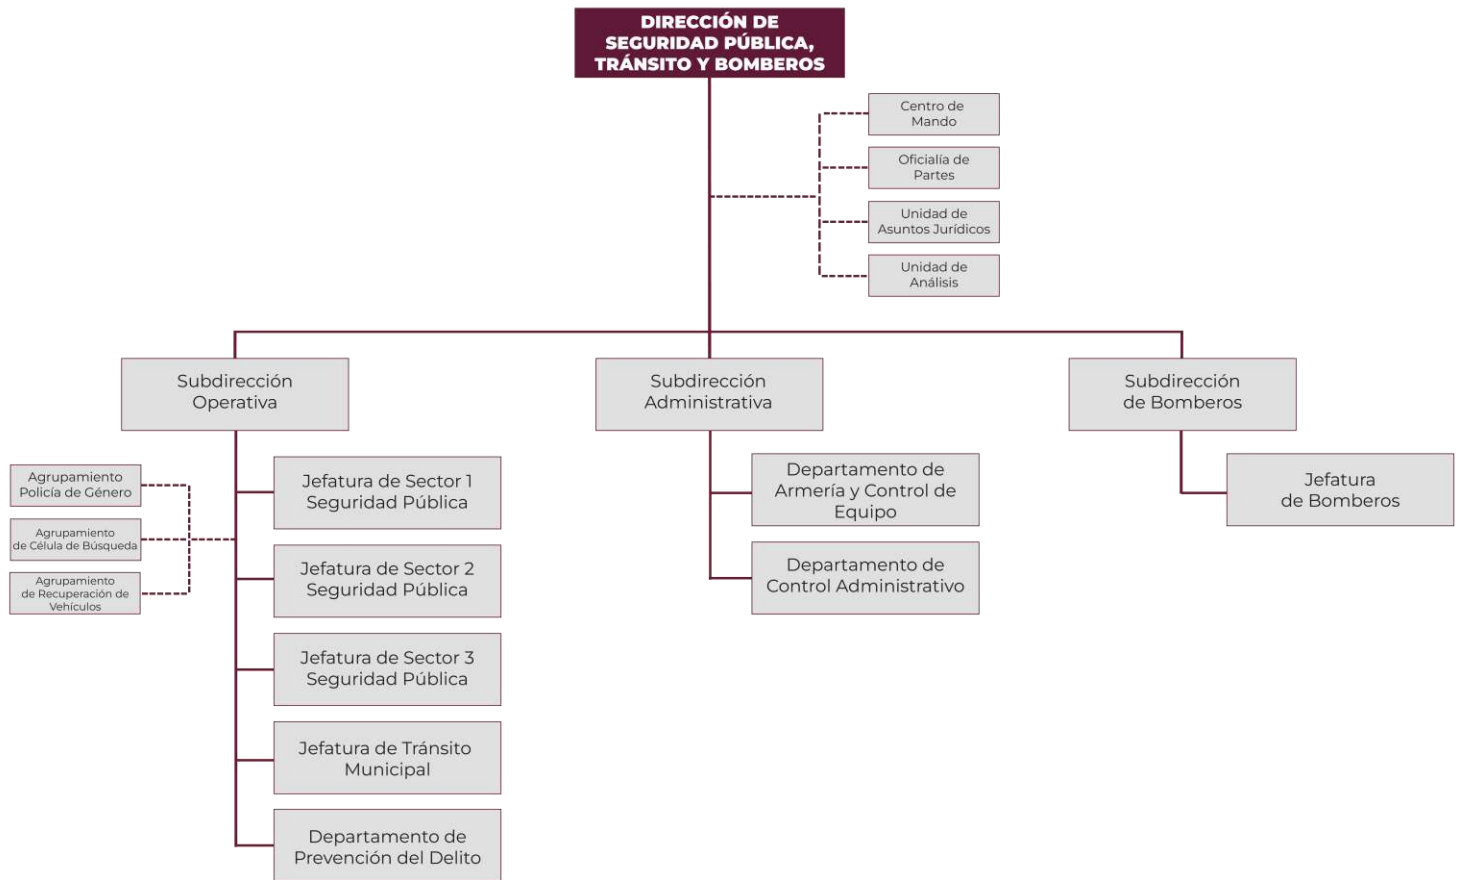 DIRECCIÓN DE
SEGURIDAD PÚBLICA,
TRÁNSITO Y BOMBEROS
Centro de
Mando
Oficialía de
Partes
Unidad de
Asuntos Jurídicos
Unidad de
Análisis
Subdirección
Operativa
Subdirección
Administrativa
Subdirección
de Bomberos
Agrupamiento
Policía de Género
Agrupamiento
de Célula de Búsqueda
Agrupamiento
de Recuperación de
Vehículos
Jefatura de Sector 1
Seguridad Pública
Jefatura de Sector 2
Seguridad Pública
Jefatura de Sector 3
Seguridad Pública
Jefatura de Tránsito
Municipal
Departamento de
Prevención del Delito
Departamento de
Armería y Control de
Equipo
Departamento de
Control Administrativo
Jefatura
de Bomberos